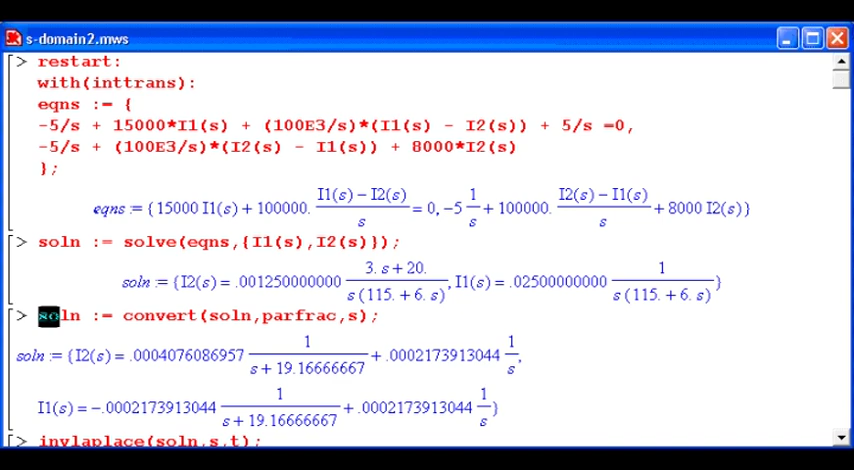 s-domain2.mws
[> restart:
with(inttrans):
eqns := {
-5/s + 15000*I1(s) + (100E3/s)*(I1(s) - I2(s)) + 5/s =0,
-5/s + (100E3/s)*(I2(s) - I1(s)) + 8000*I2(s)
};
eqns := {15000 I1(s) + 100000. (I1(s) − I2(s))/s = 0, −5 1/s + 100000. (I2(s) − I1(s))/s + 8000 I2(s)}
[> soln := solve(eqns,{I1(s),I2(s)});
soln := {I2(s) = .001250000000 (3. s + 20.)/(s (115. + 6. s)), I1(s) = .02500000000 1/(s (115. + 6. s))}
[> soln := convert(soln,parfrac,s);
soln := {I2(s) = .0004076086957 1/(s + 19.16666667) + .0002173913044 1/s,
I1(s) = −.0002173913044 1/(s + 19.16666667) + .0002173913044 1/s}
[> invlaplace(soln,s,t);